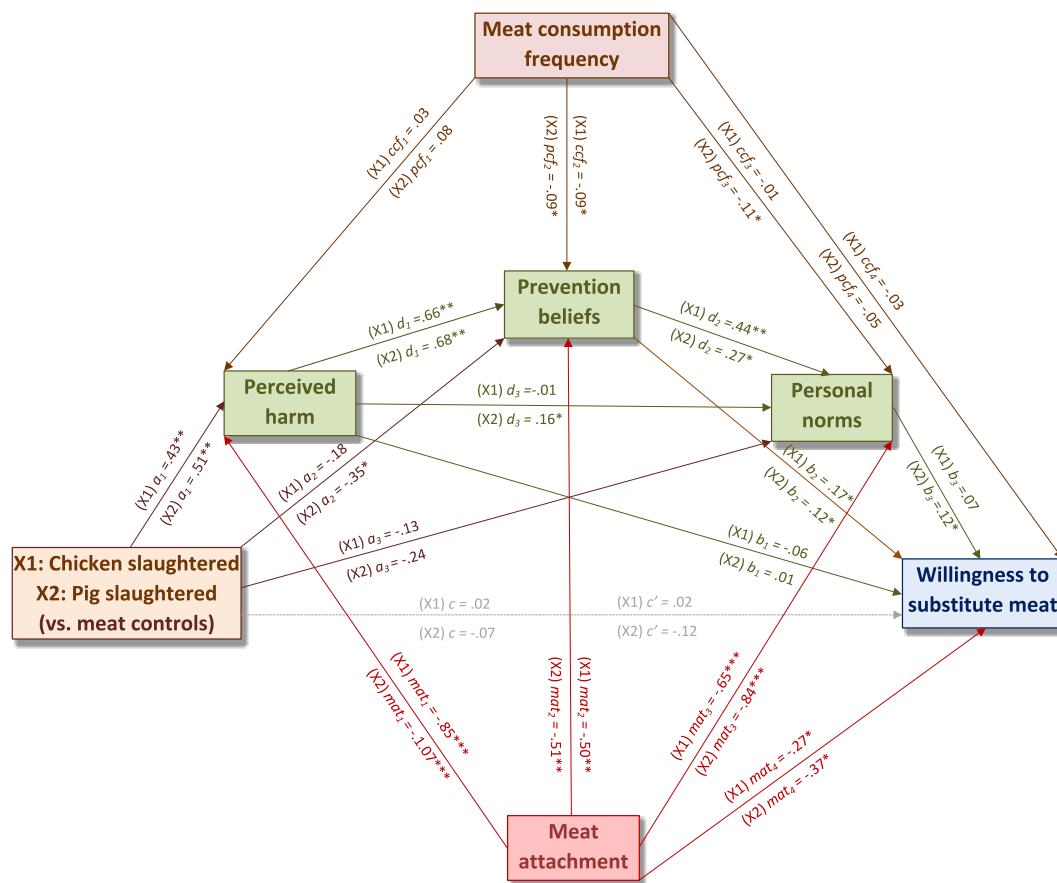 Meat consumption
frequency
(X1) ccf₁ = .03
(X2) pcf₁ = .08
(X1) ccf₂ = -.09*
(X2) pcf₂ = -.09*
(X1) ccf₃ = -.01
(X2) pcf₃ = -.11*
(X1) ccf₄ = -.03
(X2) pcf₄ = -.05
Prevention
beliefs
(X1) d₁ =.66**
(X2) d₁ =.68**
(X1) d₂ =.44**
(X2) d₂ =.27*
Perceived
harm
(X1) d₃ =-.01
(X2) d₃ =.16*
Personal
norms
(X1) a₁ =.43**
(X2) a₁ =.51**
(X1) a₂ =-.18
(X2) a₂ =-.35*
(X1) a₃ =-.13
(X2) a₃ =-.24
(X1) b₂ =.17*
(X2) b₂ =.12*
(X1) b₃ =.07
(X2) b₃ =.12*
(X1) b₁ =-.06
(X2) b₁ =.01
X1: Chicken slaughtered
X2: Pig slaughtered
(vs. meat controls)
Willingness to
substitute meat
(X1) c = .02
(X2) c = -.07
(X1) c' = .02
(X2) c' = -.12
(X1) mat₁ = -.85***
(X2) mat₁ = -.1.07***
(X1) mat₂ = -.50**
(X2) mat₂ = -.51**
(X1) mat₃ = -.65***
(X2) mat₃ = -.84***
(X1) mat₄ = -.27*
(X2) mat₄ = -.37*
Meat
attachment